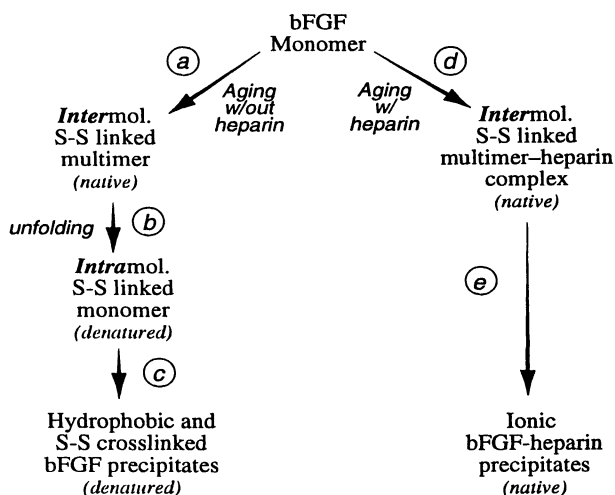 bFGF
Monomer
a
d
Aging
w/out
heparin
Aging
w/
heparin
Intermol.
S-S linked
multimer
(native)
Intermol.
S-S linked
multimer–heparin
complex
(native)
unfolding
b
Intramol.
S-S linked
monomer
(denatured)
e
c
Hydrophobic and
S-S crosslinked
bFGF precipitates
(denatured)
Ionic
bFGF-heparin
precipitates
(native)